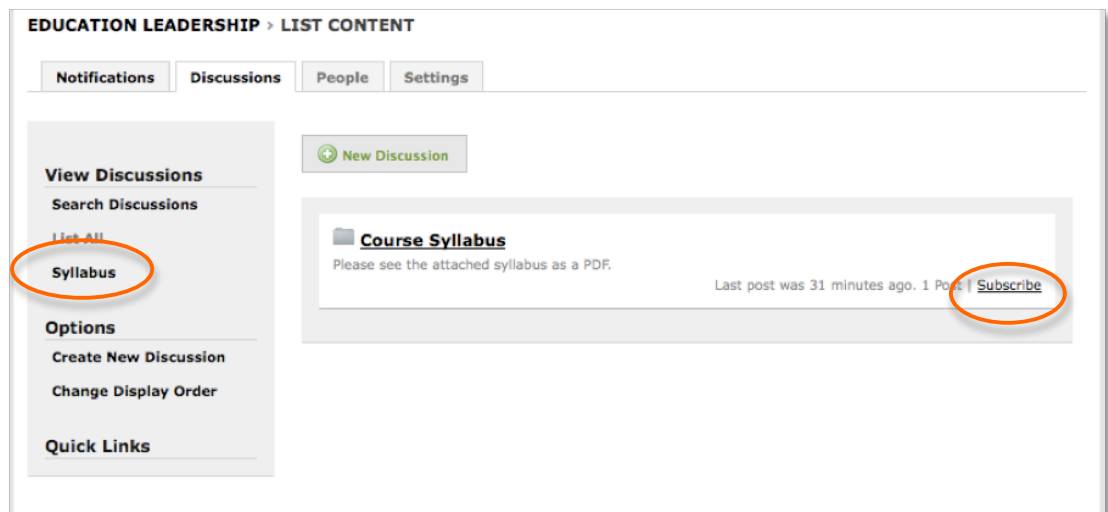 EDUCATION LEADERSHIP › LIST CONTENT
Notifications Discussions People Settings
New Discussion
View Discussions
Search Discussions
List All
Syllabus
Options
Create New Discussion
Change Display Order
Quick Links
Course Syllabus
Please see the attached syllabus as a PDF.
Last post was 31 minutes ago. 1 Post | Subscribe